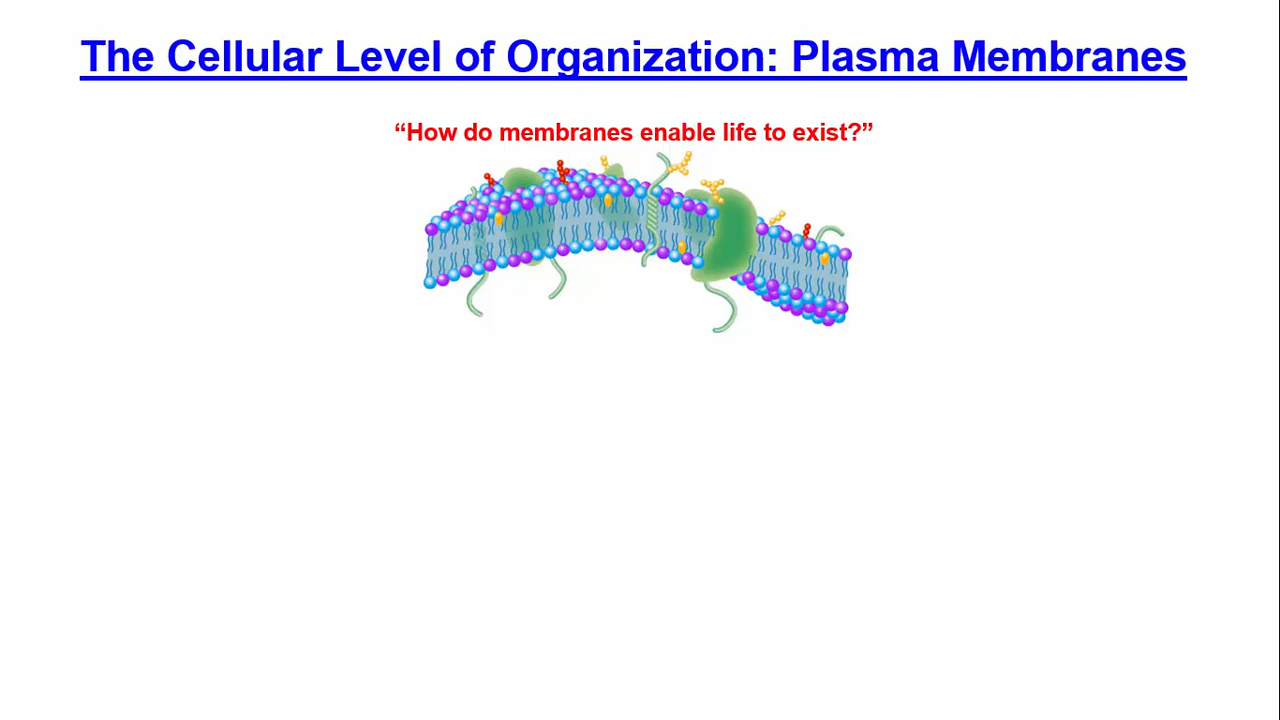 The Cellular Level of Organization: Plasma Membranes
“How do membranes enable life to exist?”